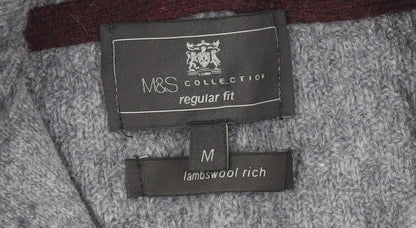 M&S COLLECTION
regular fit
M
lambswool rich